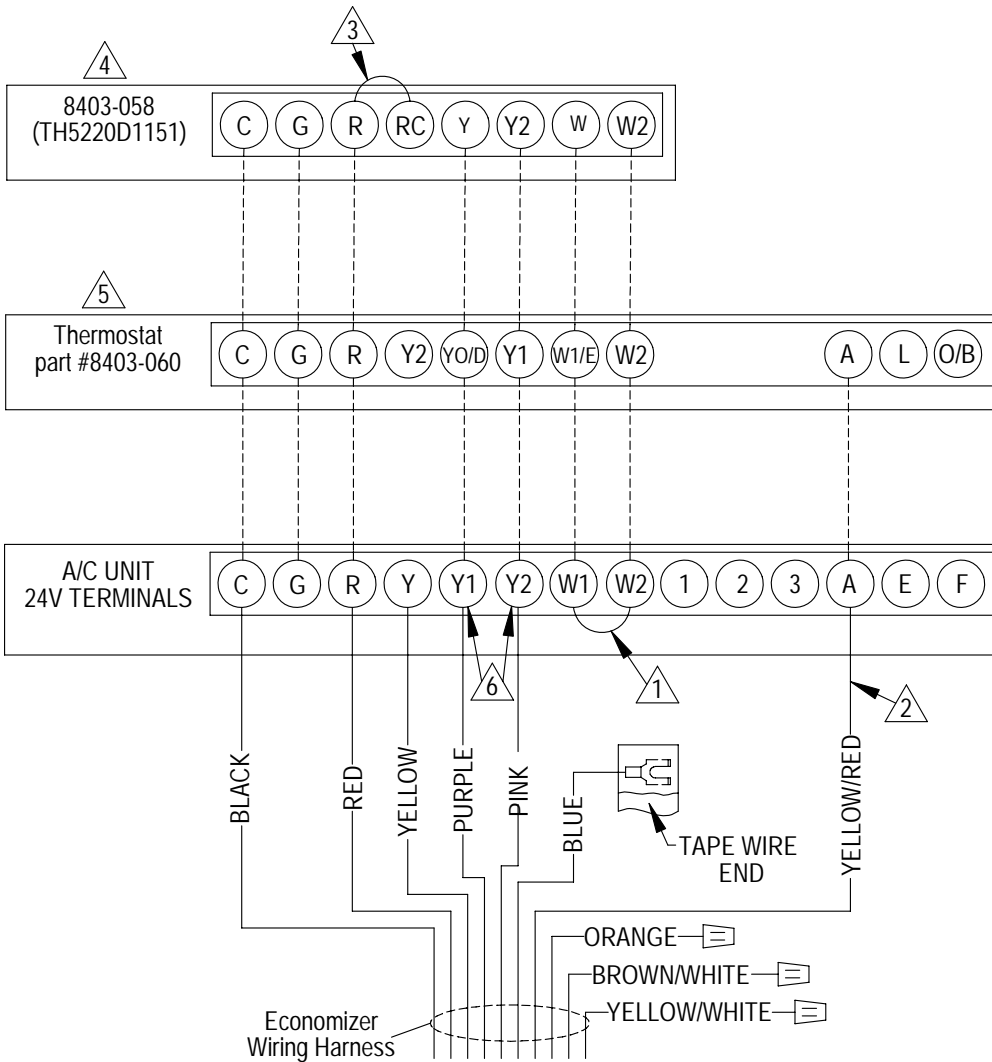 3
4
8403-058
(TH5220D1151)
C G R RC Y Y2 W W2
5
Thermostat
part #8403-060
C G R Y2 YO/D Y1 W1/E W2 A L O/B
A/C UNIT
24V TERMINALS
C G R Y Y1 Y2 W1 W2 1 2 3 A E F
6
1
2
BLACK
RED
YELLOW
PURPLE
PINK
BLUE
YELLOW/RED
TAPE WIRE
END
ORANGE
BROWN/WHITE
YELLOW/WHITE
Economizer
Wiring Harness